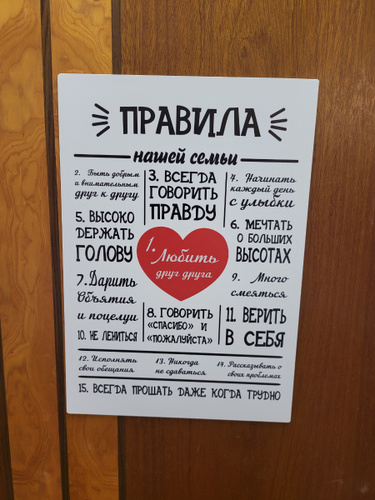 ПРАВИЛА
нашей семьи
2. Быть добрым
и внимательным
друг к другу
3. ВСЕГДА
ГОВОРИТЬ
ПРАВДУ
4. Начинать
каждый день
с улыбки
5. ВЫСОКО
ДЕРЖАТЬ
ГОЛОВУ
1. Любить
друг друга
6. МЕЧТАТЬ
О БОЛЬШИХ
ВЫСОТАХ
7. Дарить
Объятия
и поцелуи
8. ГОВОРИТЬ
«СПАСИБО» И
«ПОЖАЛУЙСТА»
9. Много
смеяться
10. НЕ ЛЕНИТЬСЯ
11. ВЕРИТЬ
В СЕБЯ
12. Исполнять
свои обещания
13. Никогда
не сдаваться
14. Рассказывать о
своих проблемах
15. ВСЕГДА ПРОЩАТЬ ДАЖЕ КОГДА ТРУДНО